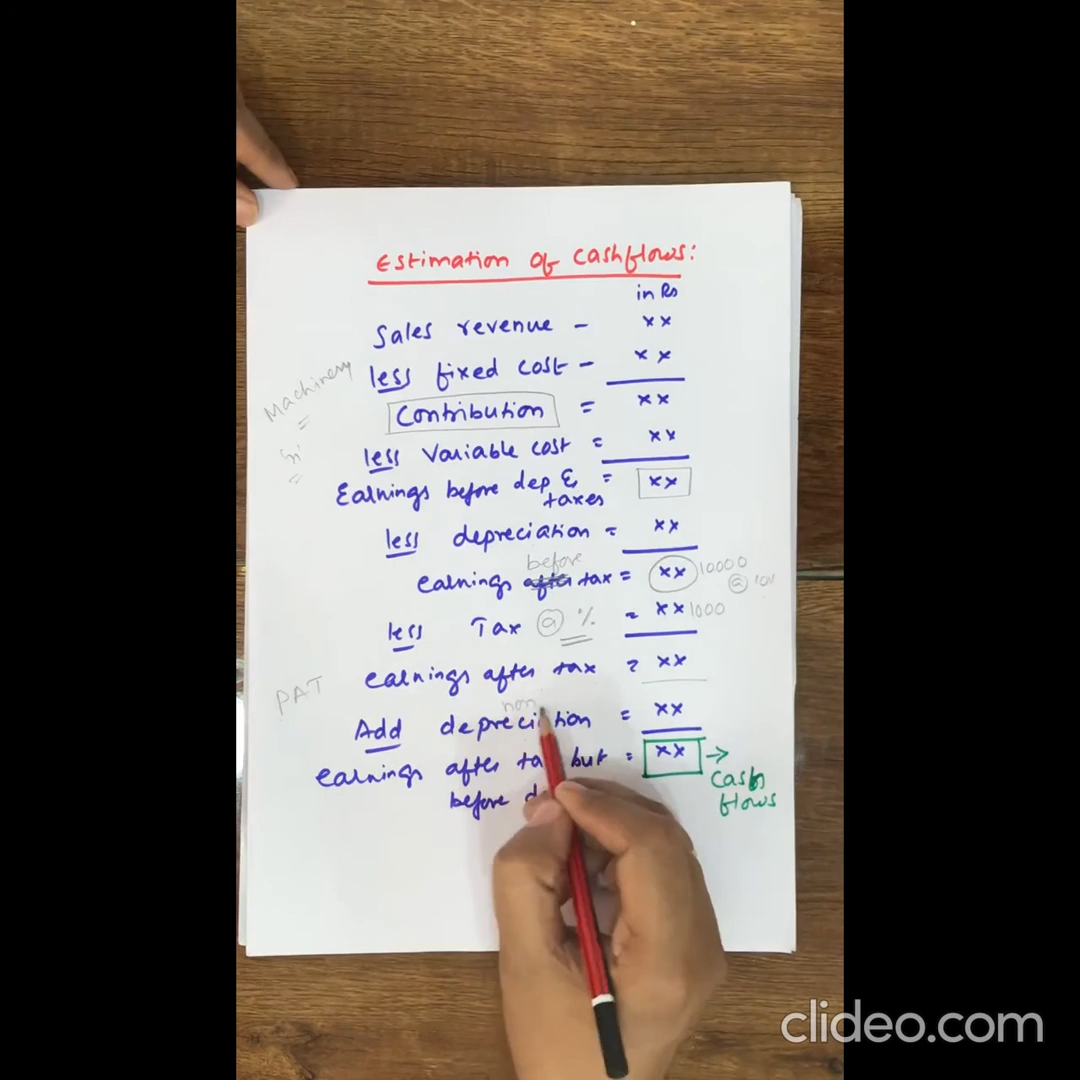 Estimation of cashflows:
in Rs
Sales revenue - xx
less fixed cost - xx
Machinery
Contribution = xx
less Variable cost = xx
Earnings before dep & taxes = xx
less depreciation = xx
before
earnings after tax = xx 10000
@ 10%
less Tax @ % = xx 1000
earnings after tax = xx
PAT
non
Add depreciation = xx
earnings after tax but = xx → Cash flows
before
clideo.com